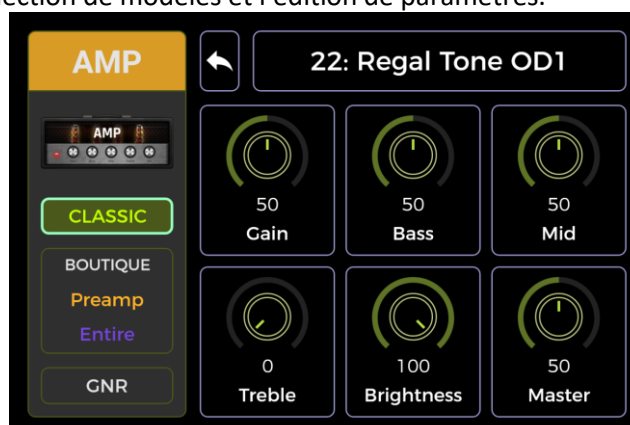 ection de modèles et l'édition de paramètres.
AMP
22: Regal Tone OD1
AMP
CLASSIC
BOUTIQUE
Preamp
Entire
GNR
50
Gain
50
Bass
50
Mid
0
Treble
100
Brightness
50
Master